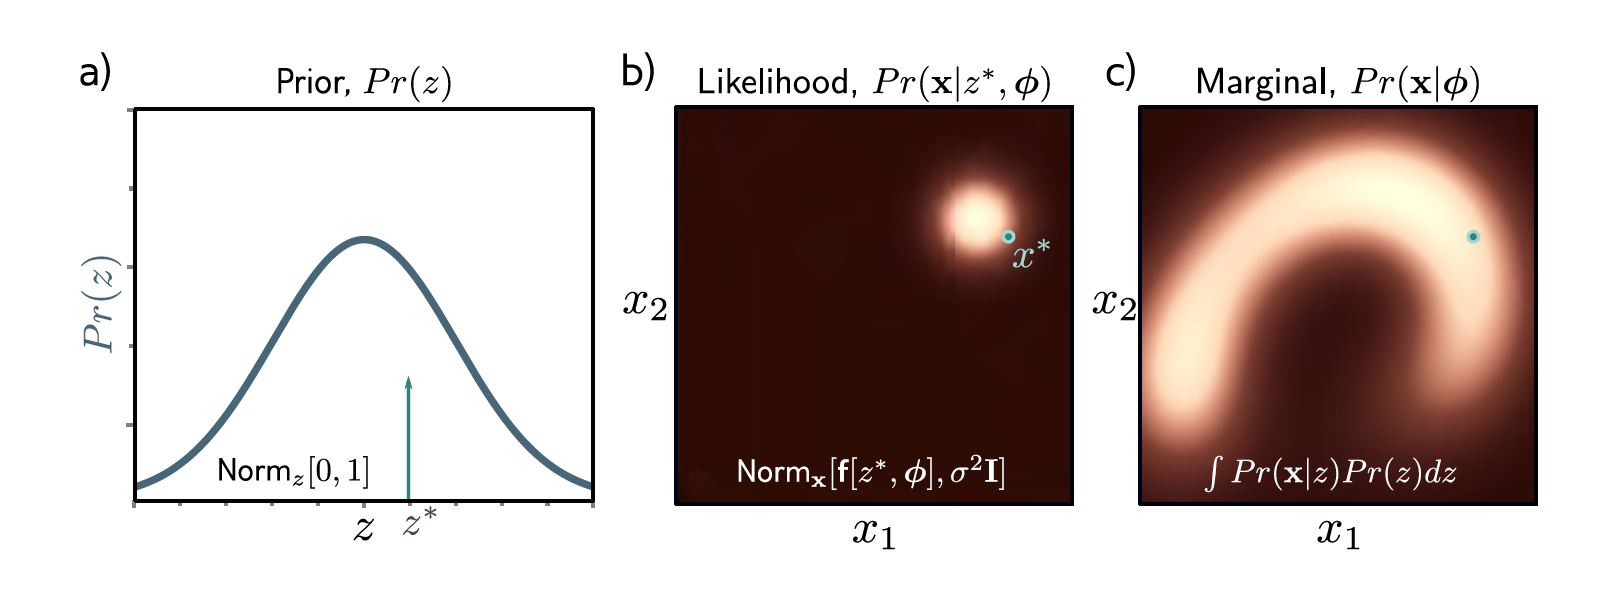 a)
Prior, Pr(z)
Pr(z)
Norm_z[0, 1]
z
z*
b)
Likelihood, Pr(x|z*, ϕ)
x₂
x*
Norm_x[f[z*, ϕ], σ²I]
x₁
c)
Marginal, Pr(x|ϕ)
x₂
∫ Pr(x|z)Pr(z)dz
x₁